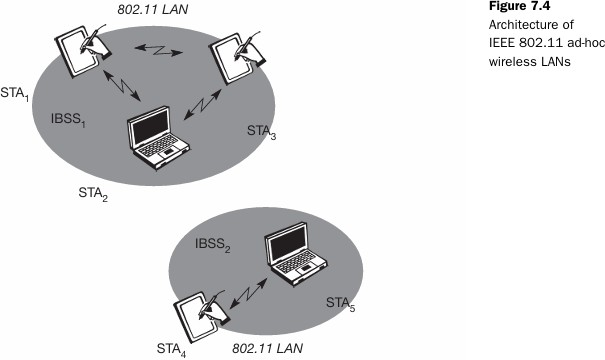 802.11 LAN
STA1
IBSS1
STA3
STA2
IBSS2
STA5
STA4
802.11 LAN
Figure 7.4
Architecture of
IEEE 802.11 ad-hoc
wireless LANs